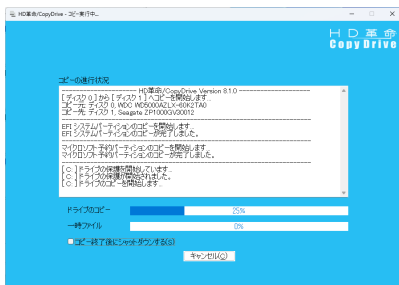 HD革命/CopyDrive - コピー実行中...
HD革命
CopyDrive
コピーの進行状況
---------------------- HD革命/CopyDrive Version 8.1.0 ----------------------
[ディスク 0] から [ディスク 1] へコピーを開始します...
コピー元 ディスク 0, WDC WD5000AZLX-60K2TA0
コピー先 ディスク 1, Seagate ZP1000GV30012
EFI システムパーティションのコピーを開始します...
EFI システムパーティションのコピーが完了しました。
マイクロソフト予約パーティションのコピーを開始します...
マイクロソフト予約パーティションのコピーが完了しました。
[C:]ドライブの保護を開始しています...
[C:]ドライブの保護が開始されました。
[C:]ドライブのコピーを開始します...
ドライブのコピー 25%
一時ファイル 0%
コピー終了後にシャットダウンする(S)
キャンセル(C)